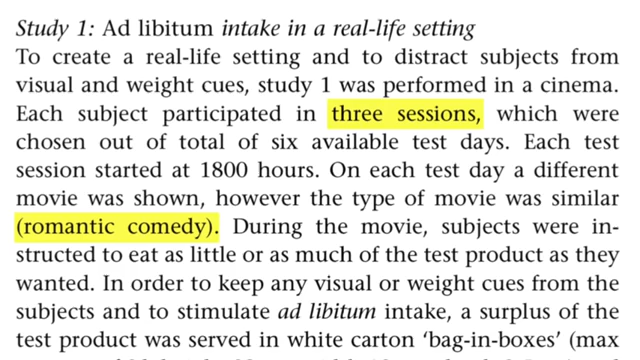 Study 1: Ad libitum intake in a real-life setting
To create a real-life setting and to distract subjects from
visual and weight cues, study 1 was performed in a cinema.
Each subject participated in three sessions, which were
chosen out of total of six available test days. Each test
session started at 1800 hours. On each test day a different
movie was shown, however the type of movie was similar
(romantic comedy). During the movie, subjects were in-
structed to eat as little or as much of the test product as they
wanted. In order to keep any visual or weight cues from the
subjects and to stimulate ad libitum intake, a surplus of the
test product was served in white carton 'bag-in-boxes' (max